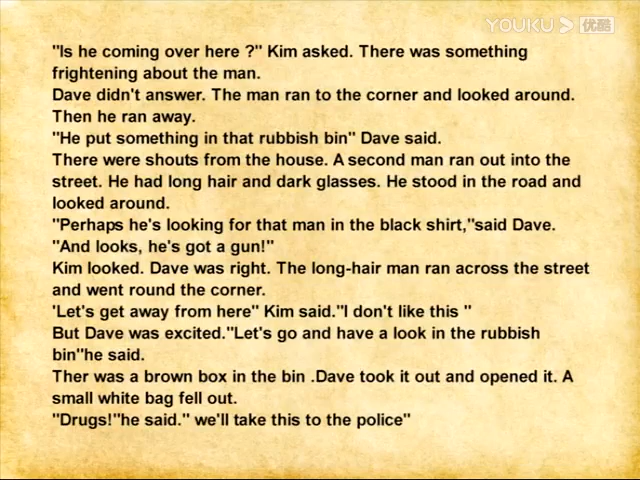 YOUKU 优酷
"Is he coming over here ?" Kim asked. There was something
frightening about the man.
Dave didn't answer. The man ran to the corner and looked around.
Then he ran away.
"He put something in that rubbish bin" Dave said.
There were shouts from the house. A second man ran out into the
street. He had long hair and dark glasses. He stood in the road and
looked around.
"Perhaps he's looking for that man in the black shirt,"said Dave.
"And looks, he's got a gun!"
Kim looked. Dave was right. The long-hair man ran across the street
and went round the corner.
'Let's get away from here" Kim said."I don't like this "
But Dave was excited."Let's go and have a look in the rubbish
bin"he said.
Ther was a brown box in the bin .Dave took it out and opened it. A
small white bag fell out.
"Drugs!"he said." we'll take this to the police"